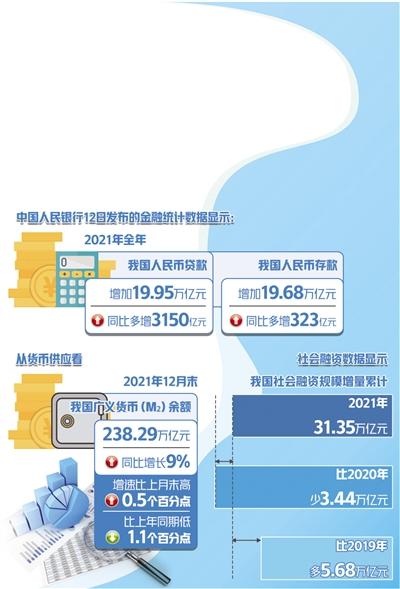 中国人民银行12日发布的金融统计数据显示:
2021年全年
我国人民币贷款
增加19.95万亿元
同比多增3150亿元
我国人民币存款
增加19.68万亿元
同比多增323亿元
从货币供应看
2021年12月末
我国广义货币(M₂)余额
238.29万亿元
同比增长9%
增速比上月末高
0.5个百分点
比上年同期低
1.1个百分点
社会融资数据显示
我国社会融资规模增量累计
2021年
31.35万亿元
比2020年
少3.44万亿元
比2019年
多5.68万亿元